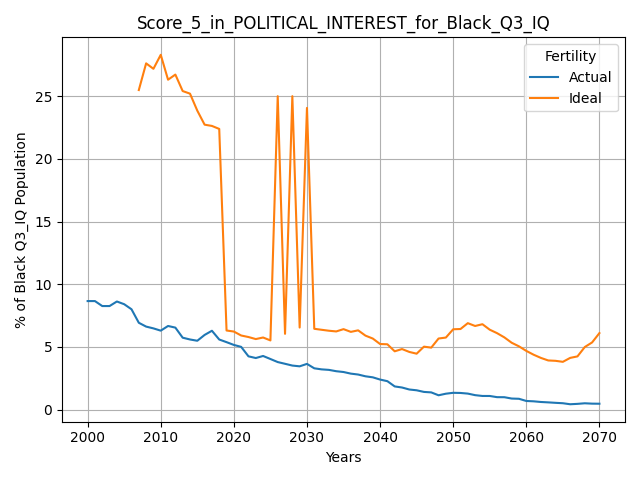 Score_5_in_POLITICAL_INTEREST_for_Black_Q3_IQ
Fertility
Actual
Ideal
% of Black Q3_IQ Population
25
20
15
10
5
0
2000 2010 2020 2030 2040 2050 2060 2070
Years